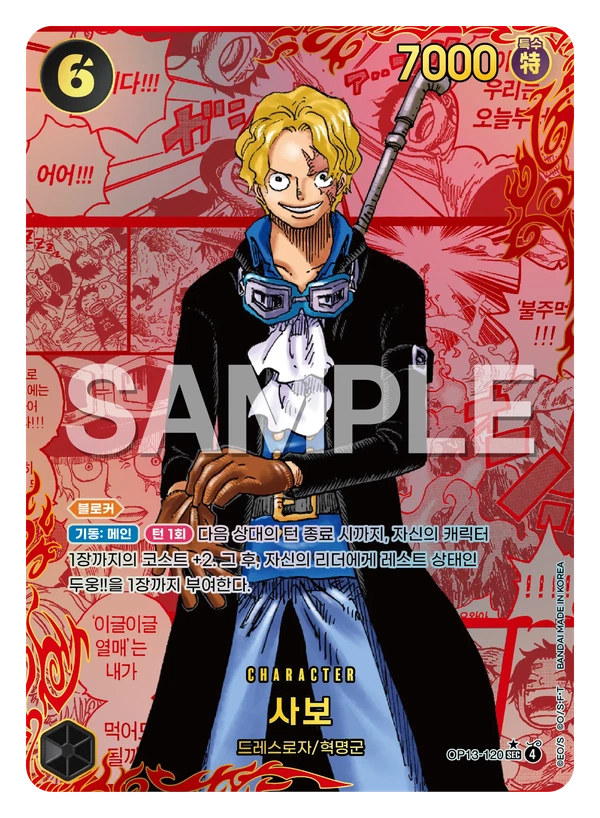 6
이다!!!
7000
특수
特
우리는
오늘부
어어!!!
'불주먹
!!!
SAMPLE
블로커
기동: 메인 턴 1회 다음 상대의 턴 종료 시까지, 자신의 캐릭터
1장까지의 코스트 +2. 그 후, 자신의 리더에게 레스트 상태인
두웅!!을 1장까지 부여한다.
'이글이글
열매'는
내가
먹어도
CHARACTER
사보
드레스로자/혁명군
OP13-120 SEC 4
©EO/S ©O/S·F·T BANDAI MADE IN KOREA